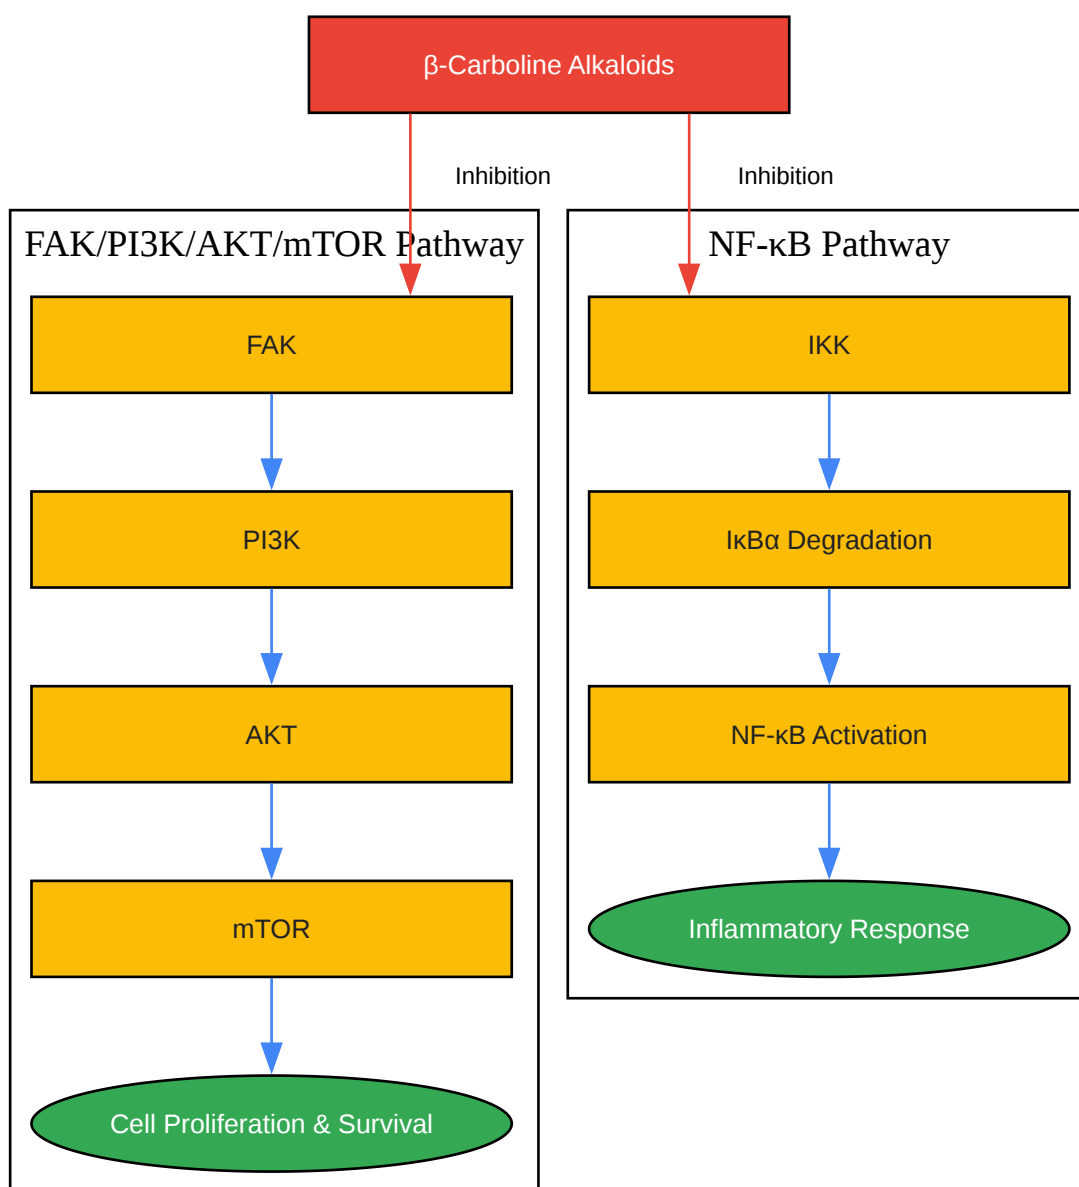 β-Carboline Alkaloids
Inhibition
Inhibition
FAK/PI3K/AKT/mTOR Pathway
FAK
PI3K
AKT
mTOR
Cell Proliferation & Survival
NF-κB Pathway
IKK
IκBα Degradation
NF-κB Activation
Inflammatory Response